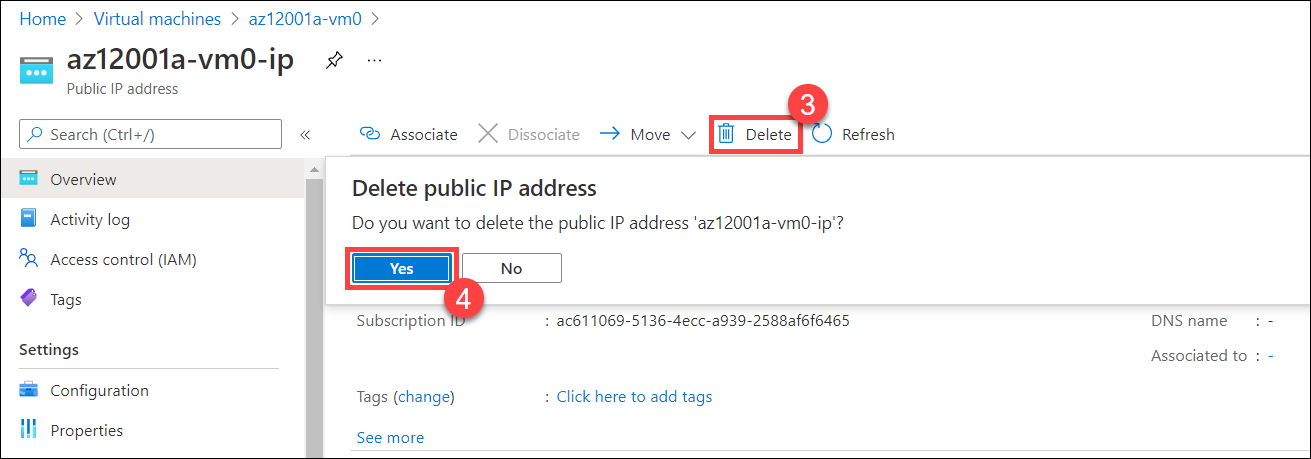 Home > Virtual machines > az12001a-vm0 >
az12001a-vm0-ip ...
Public IP address
Search (Ctrl+/) «
Associate Dissociate Move Delete Refresh
3
Overview
Activity log
Access control (IAM)
Tags
Settings
Configuration
Properties
Delete public IP address
Do you want to delete the public IP address 'az12001a-vm0-ip'?
Yes No
4
Subscription ID : ac611069-5136-4ecc-a939-2588af6f6465
DNS name : -
Associated to : -
Tags (change) : Click here to add tags
See more